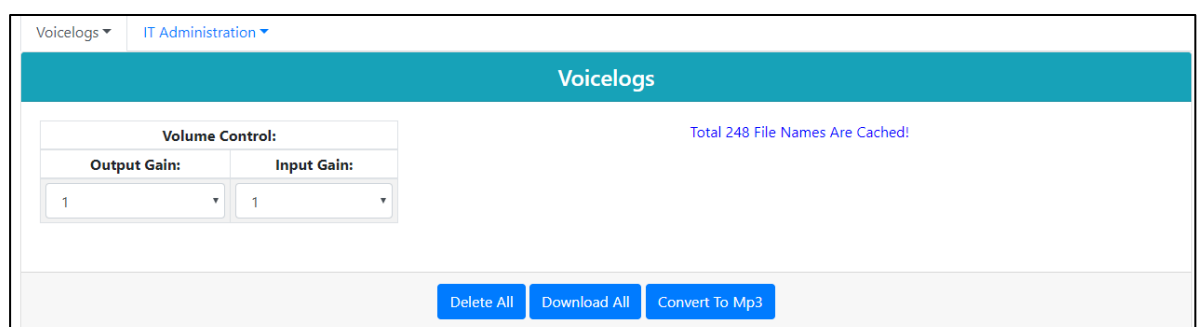 Voicelogs IT Administration
Voicelogs
Volume Control:
Total 248 File Names Are Cached!
Output Gain: Input Gain:
1 1
Delete All Download All Convert To Mp3